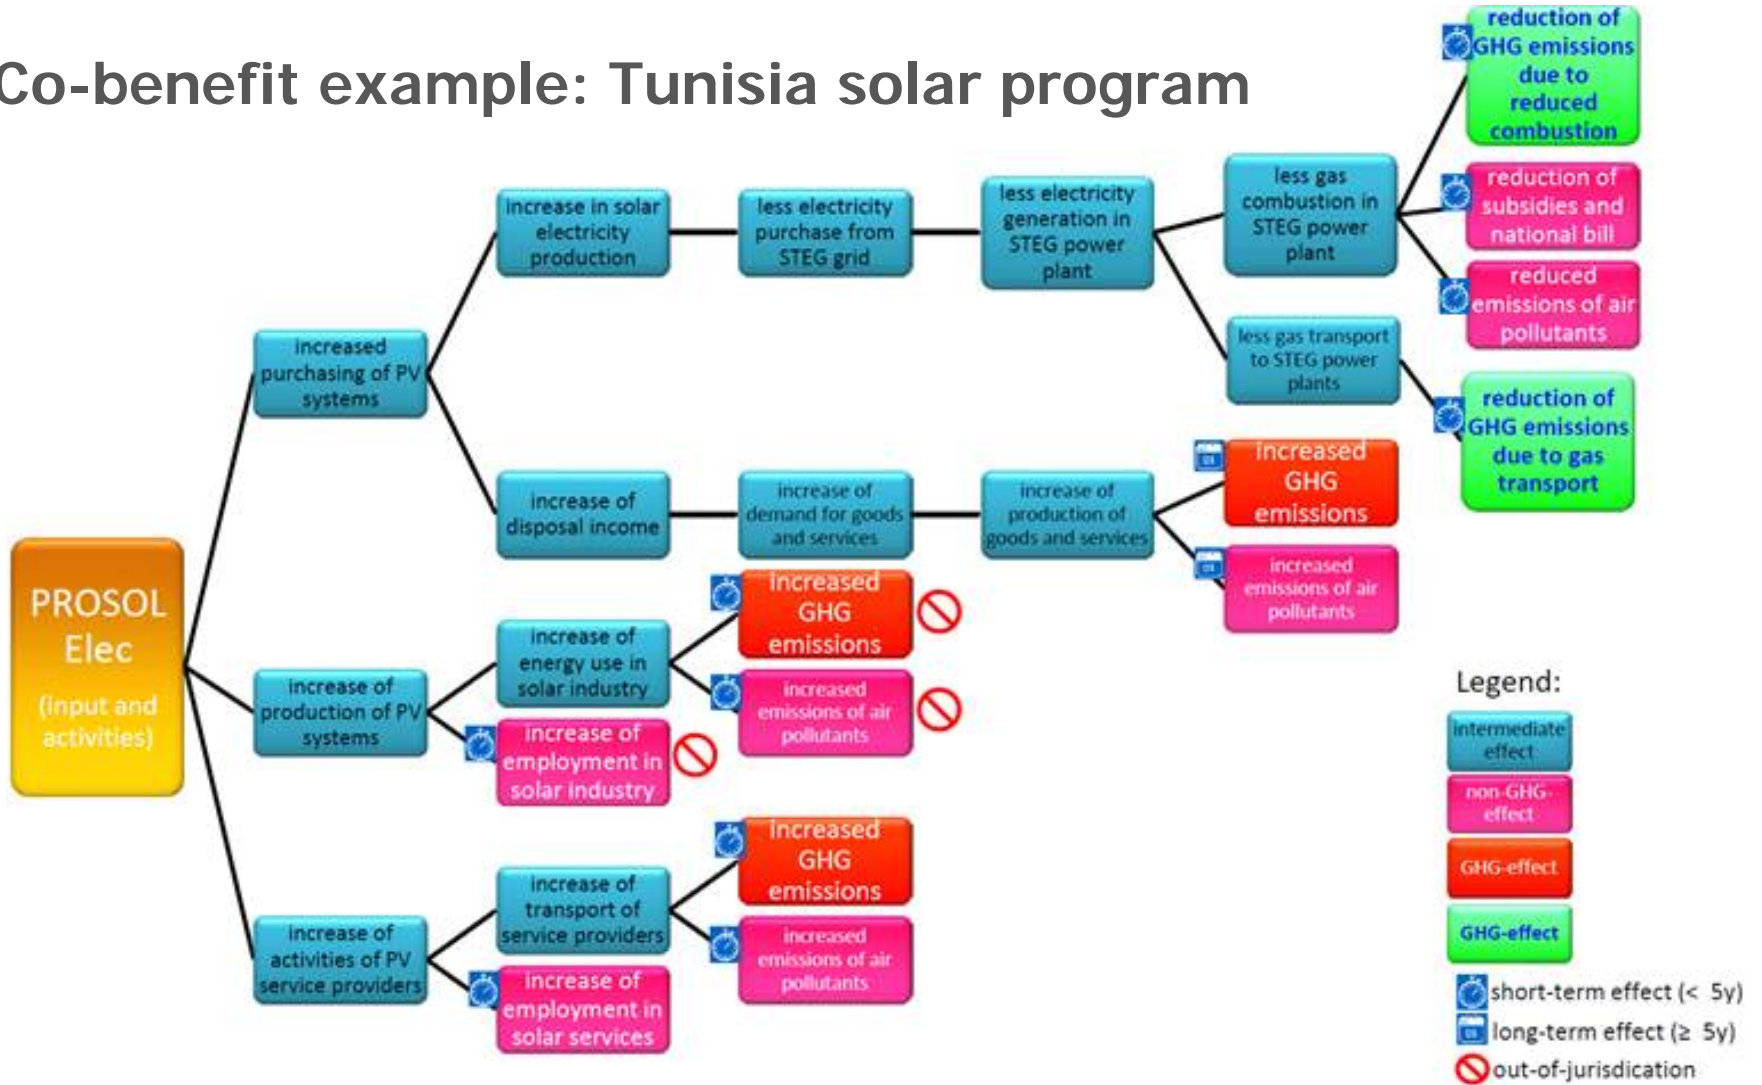 Co-benefit example: Tunisia solar program
PROSOL
Elec
(input and
activities)
increased
purchasing of PV
systems
increase in solar
electricity
production
less electricity
purchase from
STEG grid
less electricity
generation in
STEG power
plant
less gas
combustion in
STEG power
plant
reduction of
GHG emissions
due to
reduced
combustion
reduction of
subsidies and
national bill
reduced
emissions of air
pollutants
less gas transport
to STEG power
plants
reduction of
GHG emissions
due to gas
transport
increase of
disposal income
increase of
demand for goods
and services
increase of
production of
goods and services
increased
GHG
emissions
increased
emissions of air
pollutants
increase of
production of PV
systems
increase of
energy use in
solar industry
increased
GHG
emissions
increased
emissions of air
pollutants
increase of
employment in
solar industry
increase of
activities of PV
service providers
increase of
transport of
service providers
increased
GHG
emissions
increased
emissions of air
pollutants
increase of
employment in
solar services
Legend:
intermediate
effect
non-GHG-
effect
GHG-effect
GHG-effect
short-term effect (< 5y)
long-term effect (≥ 5y)
out-of-jurisdication